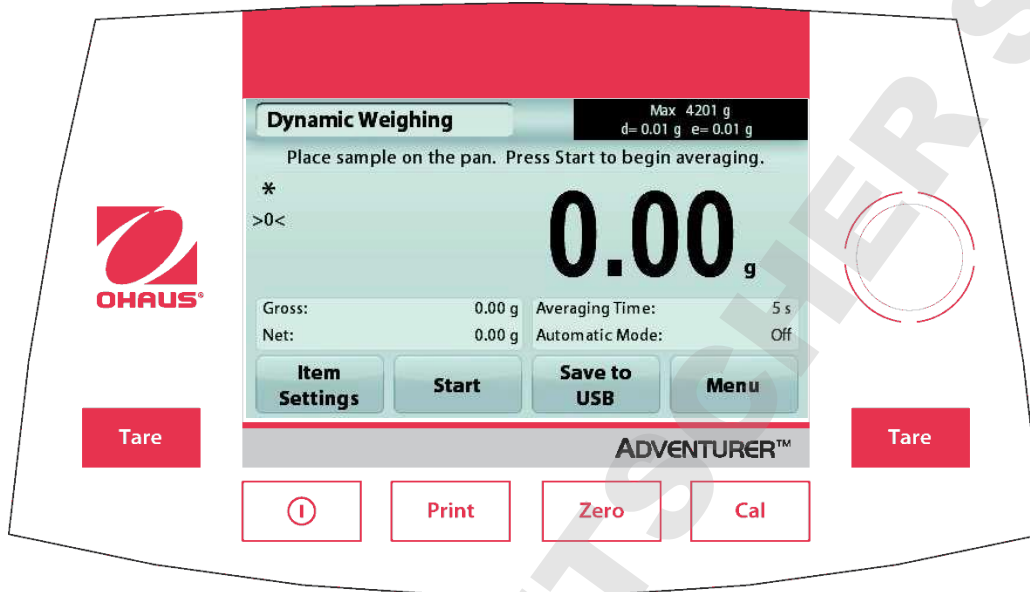 Dynamic Weighing
Max 4201 g
d= 0.01 g e= 0.01 g
Place sample on the pan. Press Start to begin averaging.
*
>0<
0.00 g
OHAUS®
Gross: 0.00 g
Net: 0.00 g
Averaging Time: 5 s
Automatic Mode: Off
Item
Settings
Start
Save to
USB
Menu
Tare
ADVENTURER™
Tare
Print
Zero
Cal